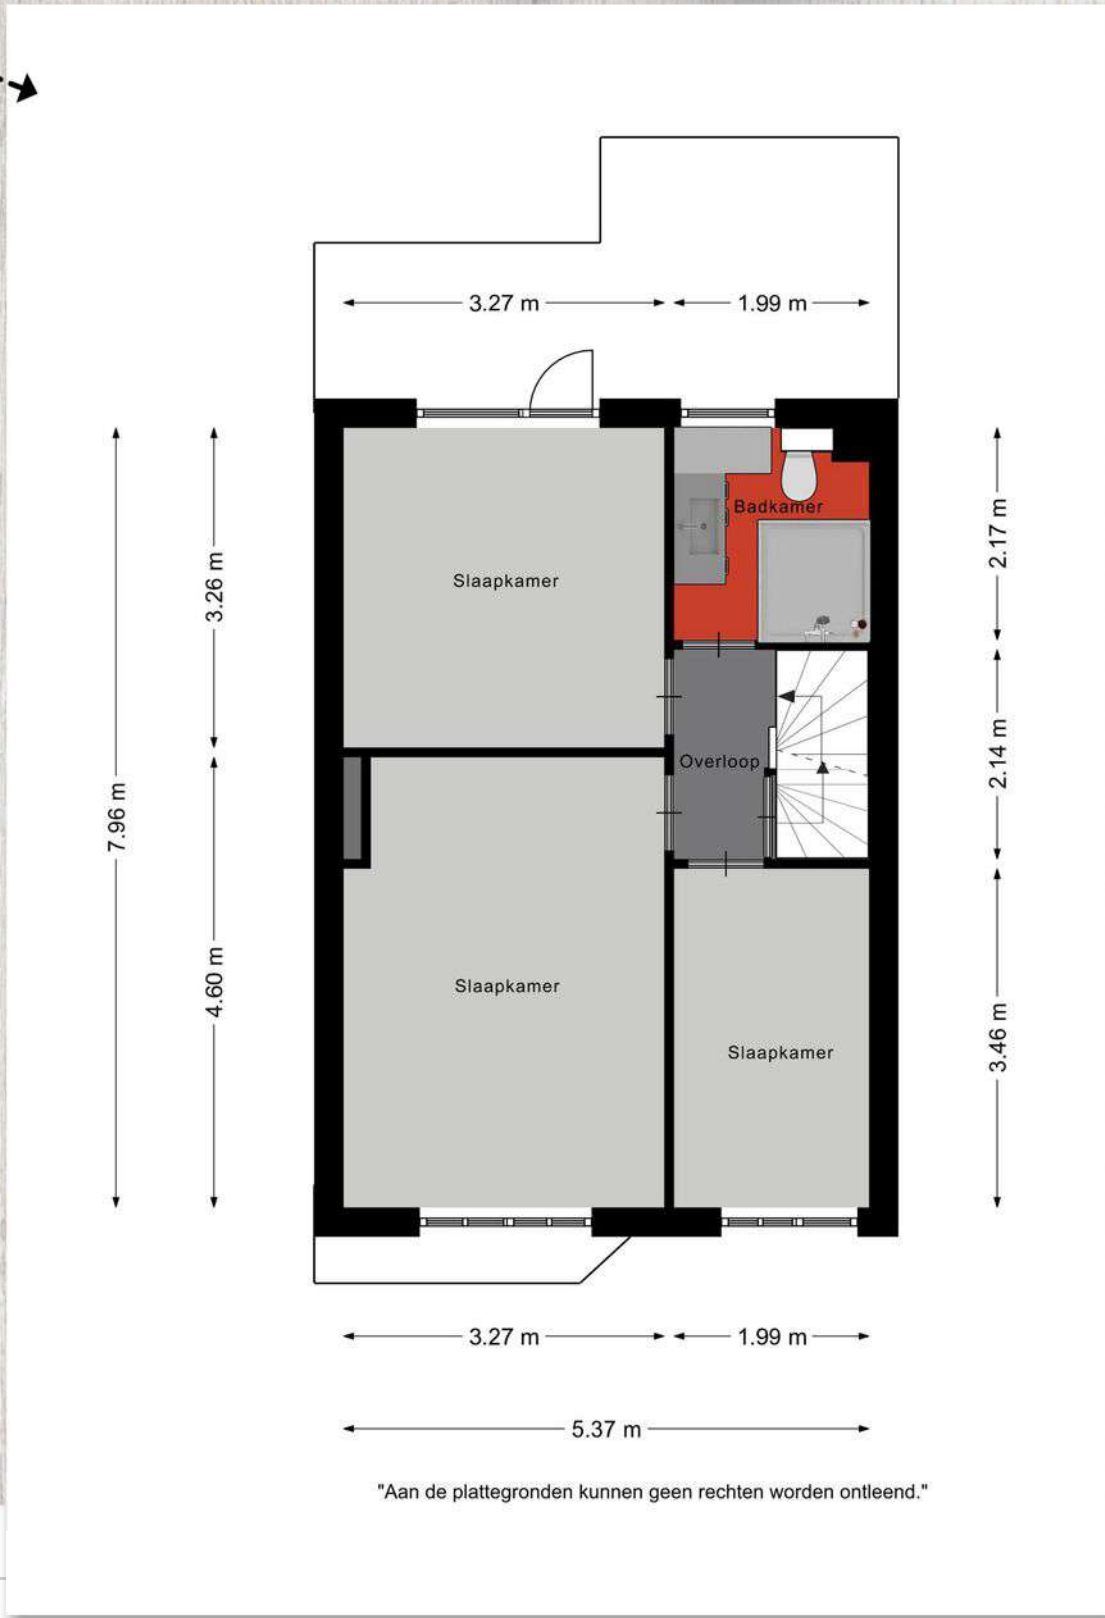 3.27 m
1.99 m
Badkamer
2.17 m
3.26 m
Slaapkamer
2.14 m
Overloop
7.96 m
4.60 m
Slaapkamer
3.46 m
Slaapkamer
3.27 m
1.99 m
5.37 m
"Aan de plattegronden kunnen geen rechten worden ontleend."